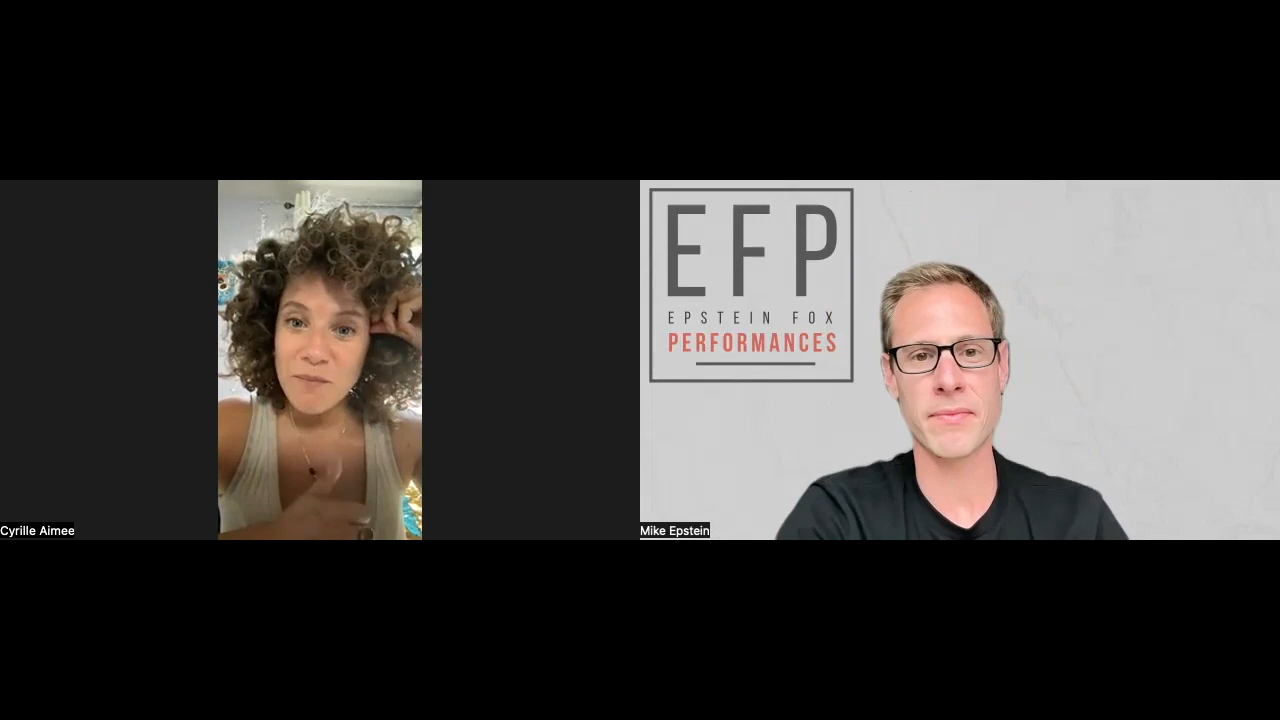 EFP
EPSTEIN FOX
PERFORMANCES
Cyrille Aimee
Mike Epstein